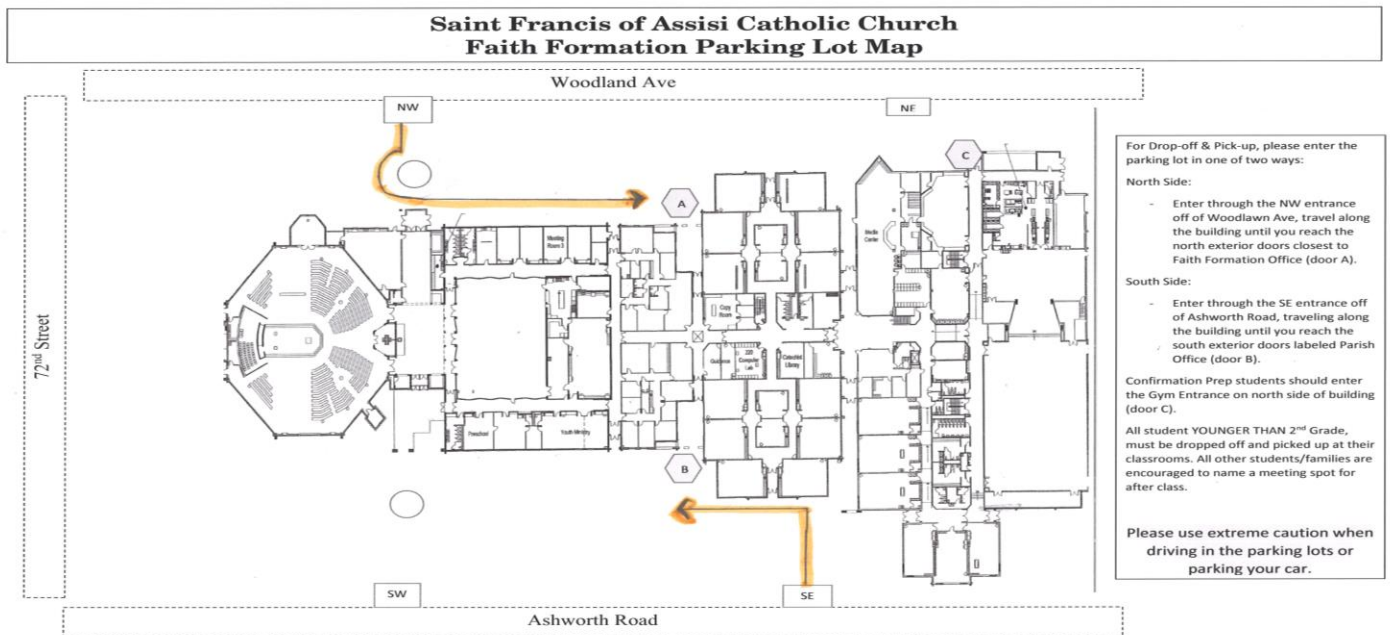 Saint Francis of Assisi Catholic Church
Faith Formation Parking Lot Map
Woodland Ave
NW
NE
C
A
For Drop-off & Pick-up, please enter the
parking lot in one of two ways:
North Side:
- Enter through the NW entrance
off of Woodlawn Ave, travel along
the building until you reach the
north exterior doors closest to
Faith Formation Office (door A).
South Side:
- Enter through the SE entrance off
of Ashworth Road, traveling along
the building until you reach the
south exterior doors labeled Parish
Office (door B).
Confirmation Prep students should enter
the Gym Entrance on north side of building
(door C).
All student YOUNGER THAN 2nd Grade,
must be dropped off and picked up at their
classrooms. All other students/families are
encouraged to name a meeting spot for
after class.
Please use extreme caution when
driving in the parking lots or
parking your car.
72nd Street
Meeting
Room 3
Media
Center
Copy
Room
Guidance
220
Computer
Lab
Catechist
Library
Preschool
Youth Ministry
B
SW
SE
Ashworth Road